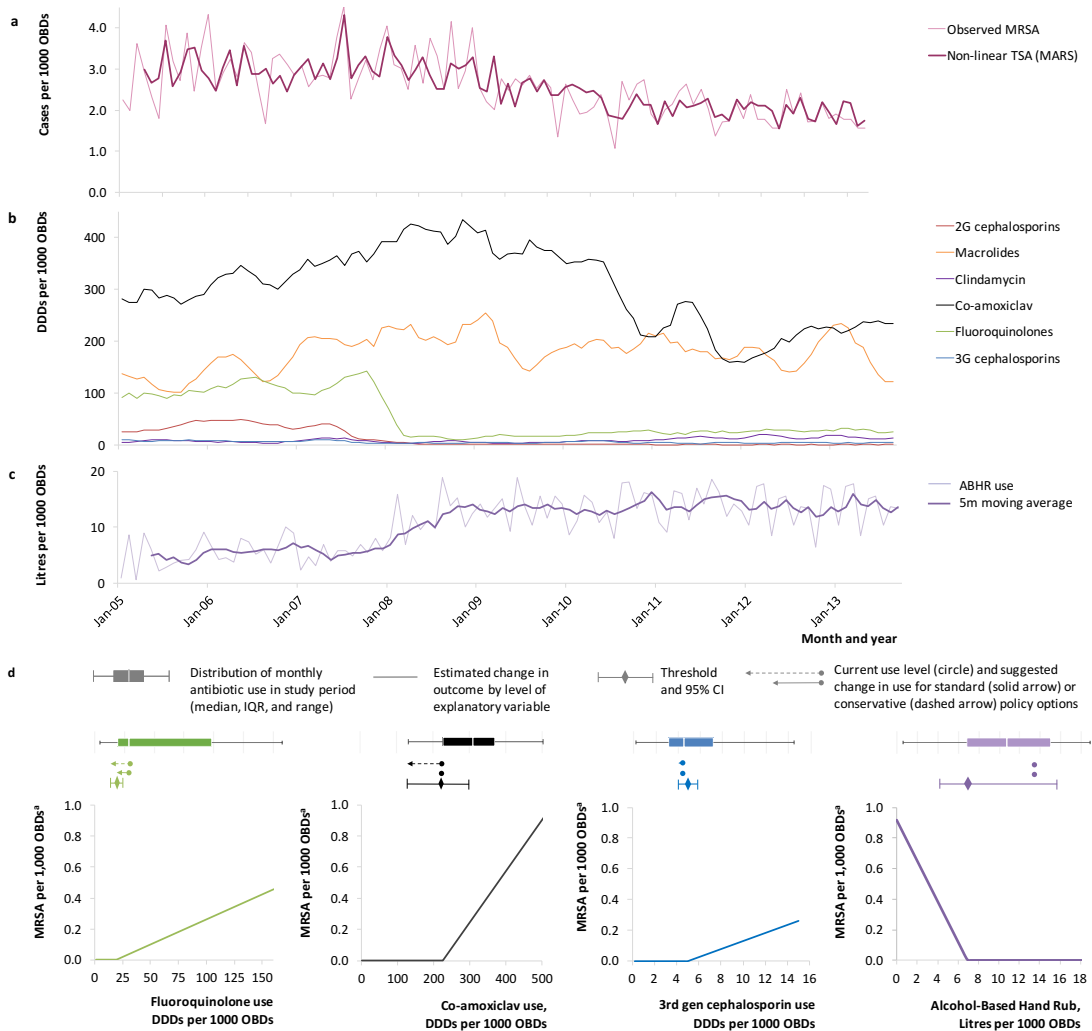 a
Cases per 1000 OBDs
4.0
3.0
2.0
1.0
0.0
Observed MRSA
Non-linear TSA (MARS)
b
DDDs per 1000 OBDs
400
300
200
100
0
2G cephalosporins
Macrolides
Clindamycin
Co-amoxiclav
Fluoroquinolones
3G cephalosporins
c
Litres per 1000 OBDs
20
10
0
ABHR use
5m moving average
Jan-05
Jan-06
Jan-07
Jan-08
Jan-09
Jan-10
Jan-11
Jan-12
Jan-13
Month and year
d
Distribution of monthly
antibiotic use in study period
(median, IQR, and range)
Estimated change in
outcome by level of
explanatory variable
Threshold
and 95% CI
Current use level (circle) and suggested
change in use for standard (solid arrow) or
conservative (dashed arrow) policy options
MRSA per 1,000 OBDsª
1.0
0.8
0.6
0.4
0.2
0.0
0 25 50 75 100 125 150
Fluoroquinolone use
DDDs per 1000 OBDs
MRSA per 1000 OBDsª
1.0
0.8
0.6
0.4
0.2
0.0
0 100 200 300 400 500
Co-amoxiclav use,
DDDs per 1000 OBDs
MRSA per 1000 OBDsª
1.0
0.8
0.6
0.4
0.2
0.0
0 2 4 6 8 10 12 14 16
3rd gen cephalosporin use
DDDs per 1000 OBDs
MRSA per 1,000 OBDsª
1.0
0.8
0.6
0.4
0.2
0.0
0 2 4 6 8 10 12 14 16 18
Alcohol-Based Hand Rub,
Litres per 1000 OBDs